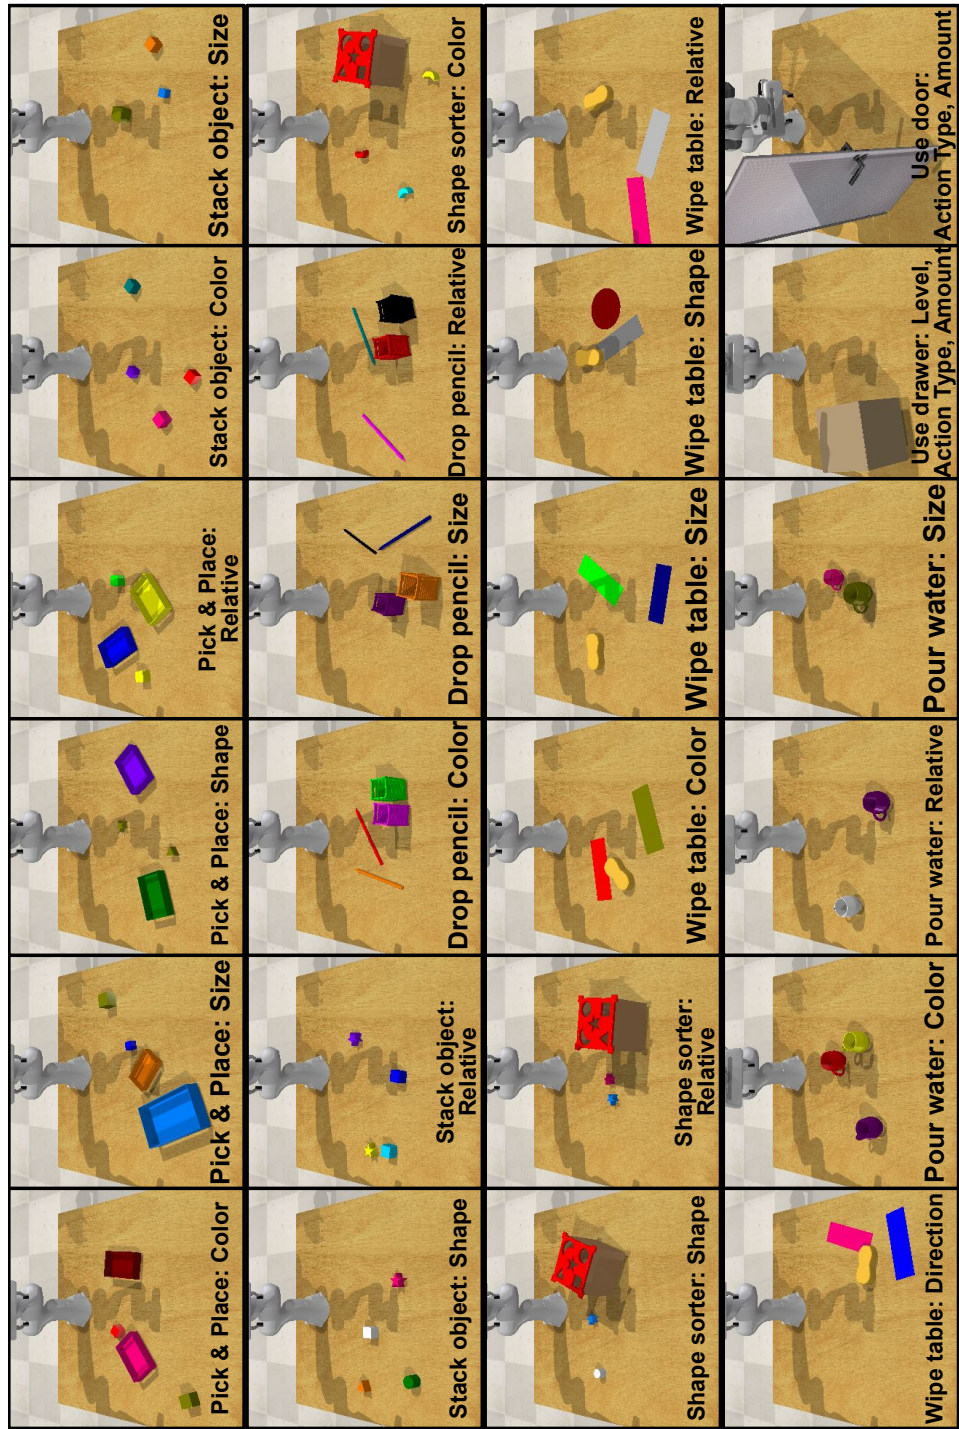 Pick & Place: Color
Pick & Place: Size
Pick & Place: Shape
Pick & Place:
Relative
Stack object: Color
Stack object: Size
Stack object: Shape
Stack object:
Relative
Drop pencil: Color
Drop pencil: Size
Drop pencil: Relative
Shape sorter: Color
Shape sorter: Shape
Shape sorter:
Relative
Wipe table: Color
Wipe table: Size
Wipe table: Shape
Wipe table: Relative
Wipe table: Direction
Pour water: Color
Pour water: Relative
Pour water: Size
Use drawer: Level,
Action Type, Amount
Use door:
Action Type, Amount